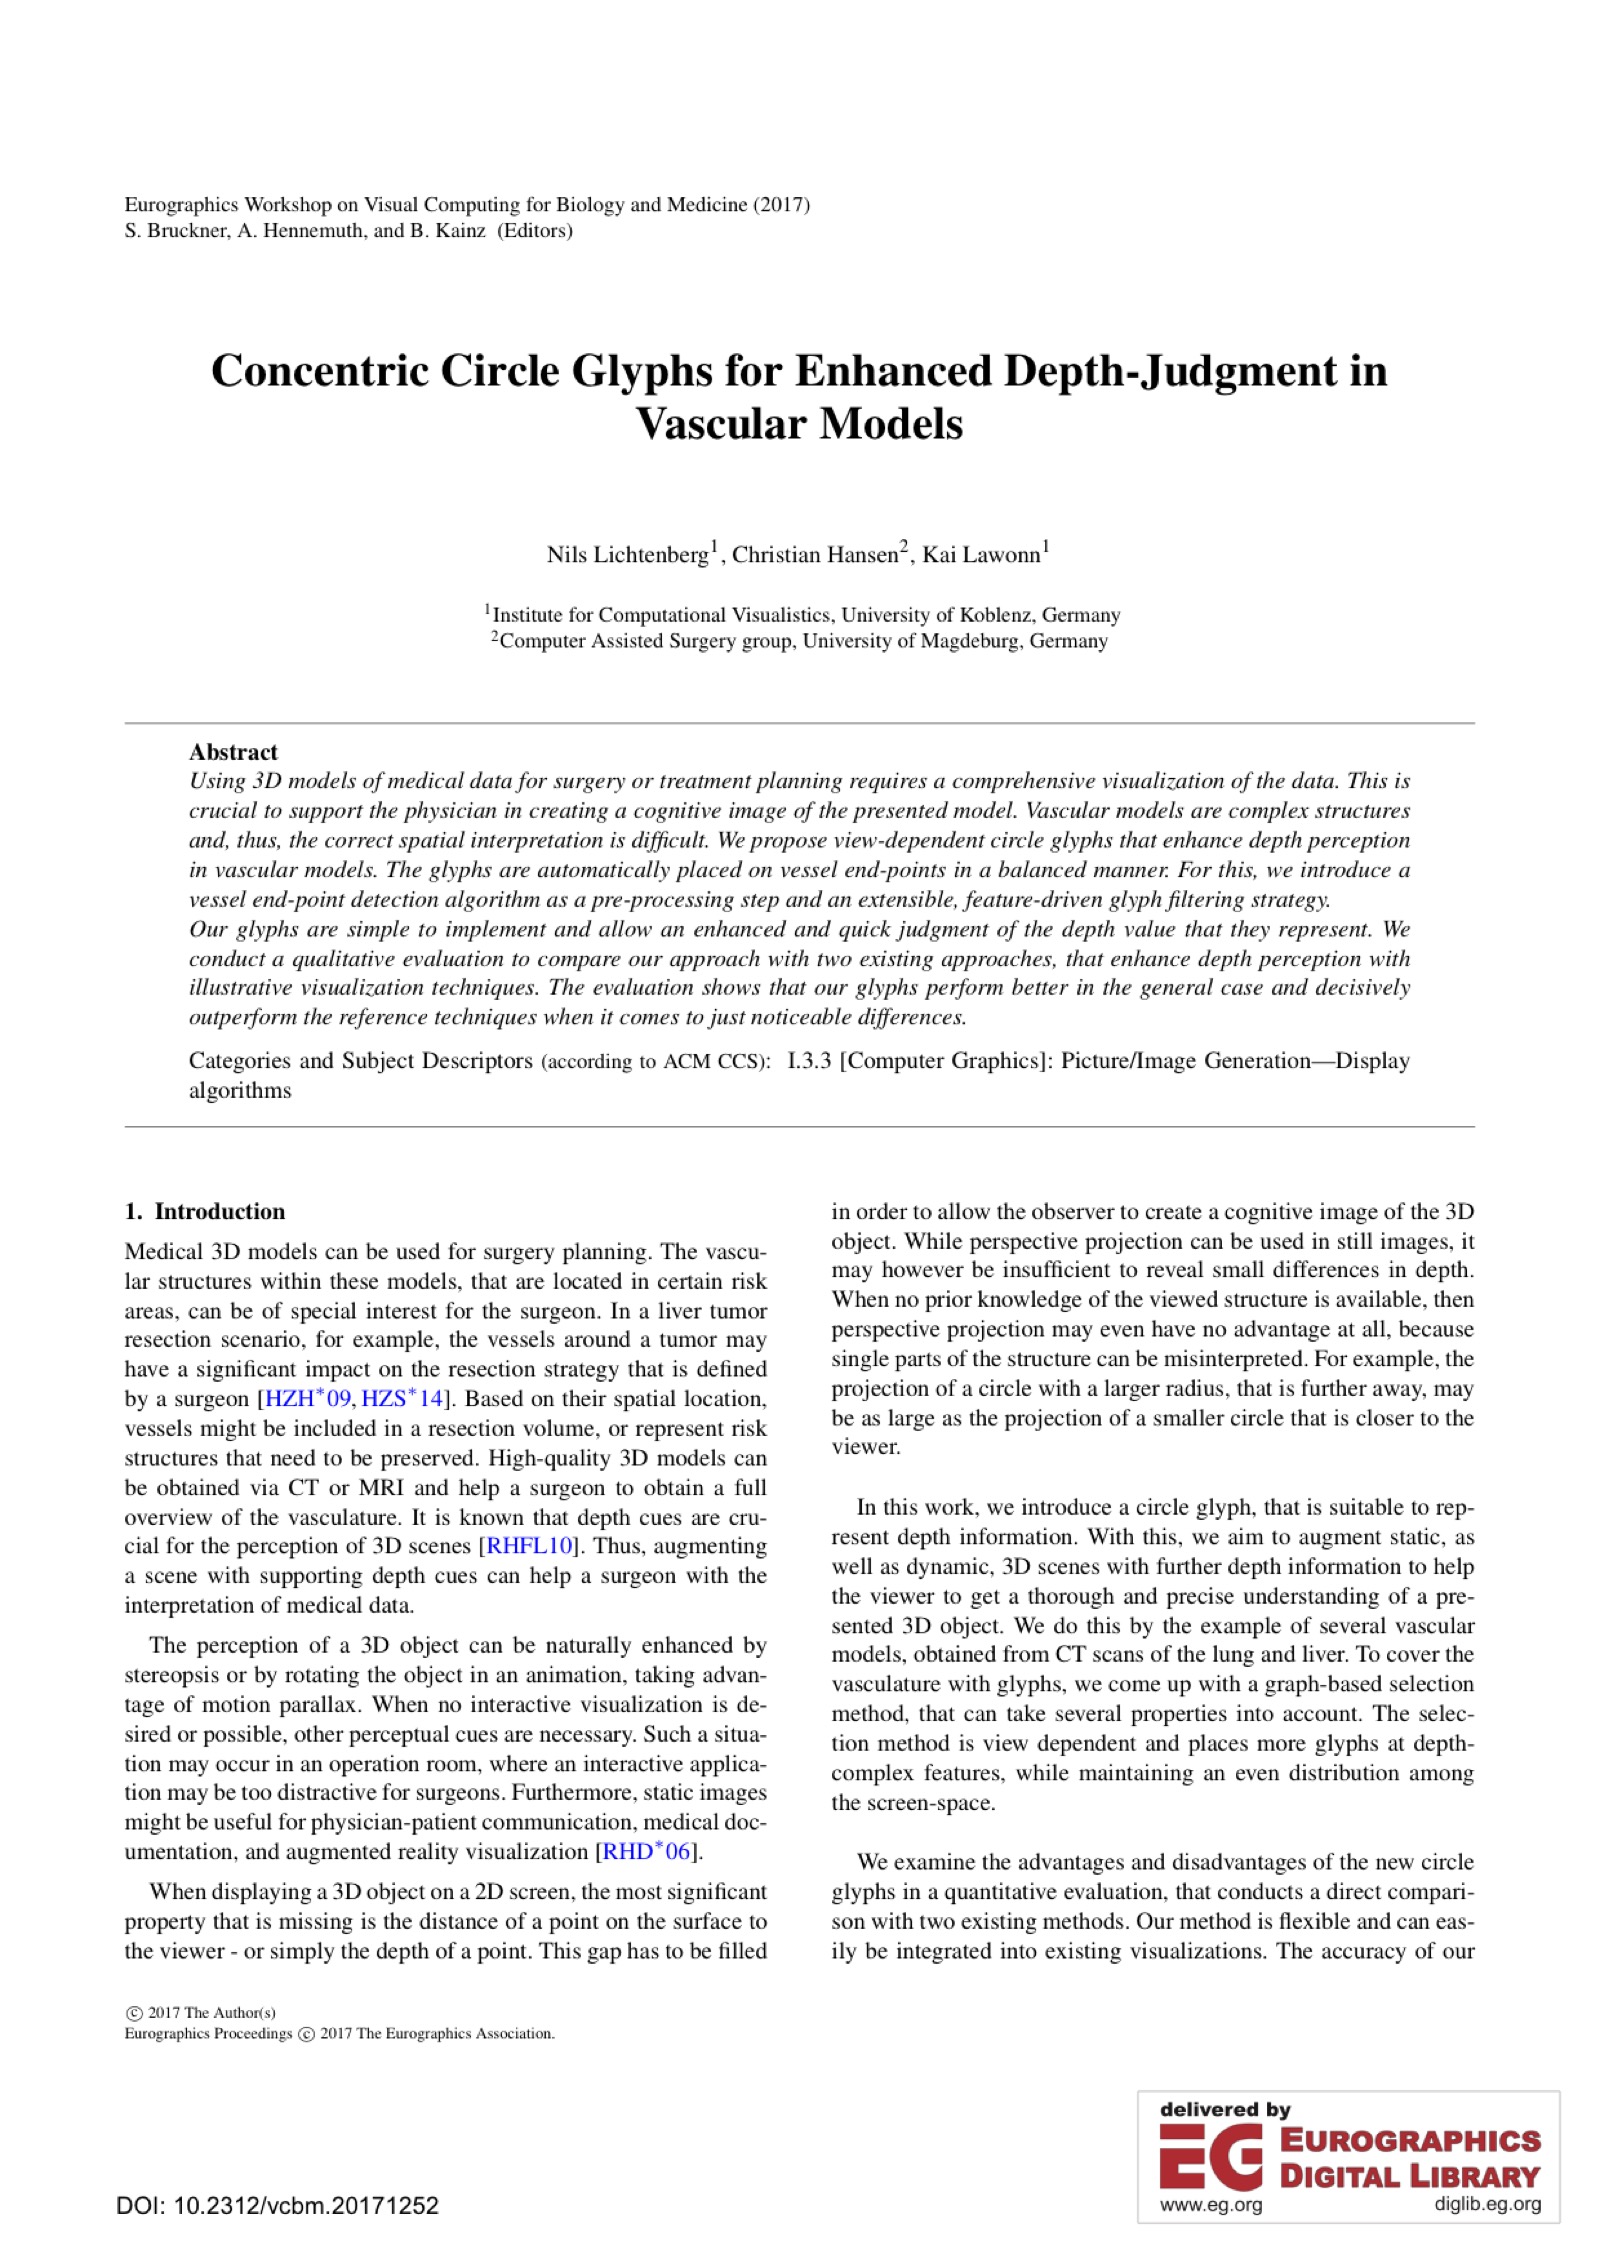 Eurographics Workshop on Visual Computing for Biology and Medicine (2017)
S. Bruckner, A. Hennemuth, and B. Kainz (Editors)
Concentric Circle Glyphs for Enhanced Depth-Judgment in
Vascular Models
Nils Lichtenberg1, Christian Hansen2, Kai Lawonn1
1Institute for Computational Visualistics, University of Koblenz, Germany
2Computer Assisted Surgery group, University of Magdeburg, Germany
Abstract
Using 3D models of medical data for surgery or treatment planning requires a comprehensive visualization of the data. This is
crucial to support the physician in creating a cognitive image of the presented model. Vascular models are complex structures
and, thus, the correct spatial interpretation is difficult. We propose view-dependent circle glyphs that enhance depth perception
in vascular models. The glyphs are automatically placed on vessel end-points in a balanced manner. For this, we introduce a
vessel end-point detection algorithm as a pre-processing step and an extensible, feature-driven glyph filtering strategy.
Our glyphs are simple to implement and allow an enhanced and quick judgment of the depth value that they represent. We
conduct a qualitative evaluation to compare our approach with two existing approaches, that enhance depth perception with
illustrative visualization techniques. The evaluation shows that our glyphs perform better in the general case and decisively
outperform the reference techniques when it comes to just noticeable differences.
Categories and Subject Descriptors (according to ACM CCS): I.3.3 [Computer Graphics]: Picture/Image Generation—Display
algorithms
1. Introduction
Medical 3D models can be used for surgery planning. The vascu-
lar structures within these models, that are located in certain risk
areas, can be of special interest for the surgeon. In a liver tumor
resection scenario, for example, the vessels around a tumor may
have a significant impact on the resection strategy that is defined
by a surgeon [HZH*09, HZS*14]. Based on their spatial location,
vessels might be included in a resection volume, or represent risk
structures that need to be preserved. High-quality 3D models can
be obtained via CT or MRI and help a surgeon to obtain a full
overview of the vasculature. It is known that depth cues are cru-
cial for the perception of 3D scenes [RHFL10]. Thus, augmenting
a scene with supporting depth cues can help a surgeon with the
interpretation of medical data.
The perception of a 3D object can be naturally enhanced by
stereopsis or by rotating the object in an animation, taking advan-
tage of motion parallax. When no interactive visualization is de-
sired or possible, other perceptual cues are necessary. Such a situa-
tion may occur in an operation room, where an interactive applica-
tion may be too distractive for surgeons. Furthermore, static images
might be useful for physician-patient communication, medical doc-
umentation, and augmented reality visualization [RHD*06].
When displaying a 3D object on a 2D screen, the most significant
property that is missing is the distance of a point on the surface to
the viewer - or simply the depth of a point. This gap has to be filled
in order to allow the observer to create a cognitive image of the 3D
object. While perspective projection can be used in still images, it
may however be insufficient to reveal small differences in depth.
When no prior knowledge of the viewed structure is available, then
perspective projection may even have no advantage at all, because
single parts of the structure can be misinterpreted. For example, the
projection of a circle with a larger radius, that is further away, may
be as large as the projection of a smaller circle that is closer to the
viewer.
In this work, we introduce a circle glyph, that is suitable to rep-
resent depth information. With this, we aim to augment static, as
well as dynamic, 3D scenes with further depth information to help
the viewer to get a thorough and precise understanding of a pre-
sented 3D object. We do this by the example of several vascular
models, obtained from CT scans of the lung and liver. To cover the
vasculature with glyphs, we come up with a graph-based selection
method, that can take several properties into account. The selec-
tion method is view dependent and places more glyphs at depth-
complex features, while maintaining an even distribution among
the screen-space.
We examine the advantages and disadvantages of the new circle
glyphs in a quantitative evaluation, that conducts a direct compari-
son with two existing methods. Our method is flexible and can eas-
ily be integrated into existing visualizations. The accuracy of our
© 2017 The Author(s)
Eurographics Proceedings © 2017 The Eurographics Association.
DOI: 10.2312/vcbm.20171252
delivered by
EG EUROGRAPHICS
DIGITAL LIBRARY
www.eg.org diglib.eg.org